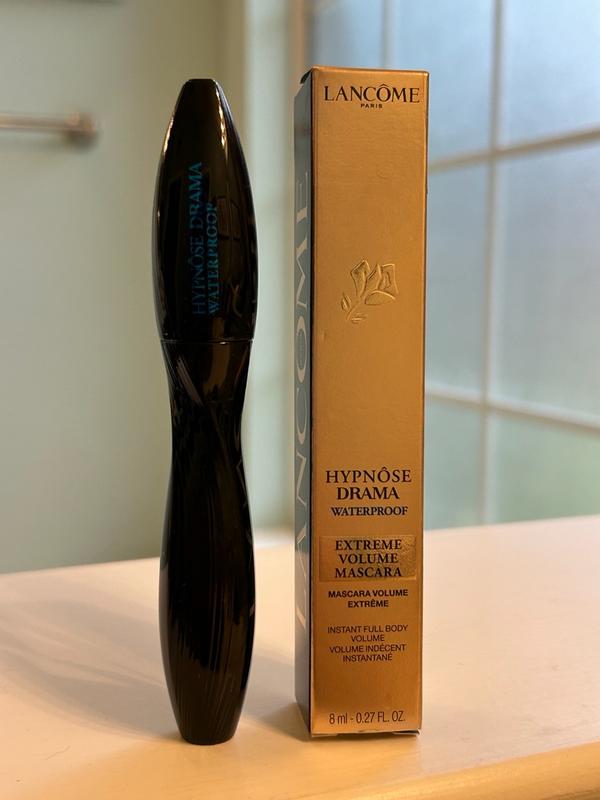 HYPNÔSE DRAMA
WATERPROOF
LANCÔME
LANCÔME
PARIS
HYPNÔSE
DRAMA
WATERPROOF
EXTREME
VOLUME
MASCARA
MASCARA VOLUME
EXTRÊME
INSTANT FULL BODY
VOLUME
VOLUME INDÉCENT
INSTANTANÉ
8 ml - 0.27 FL. OZ.